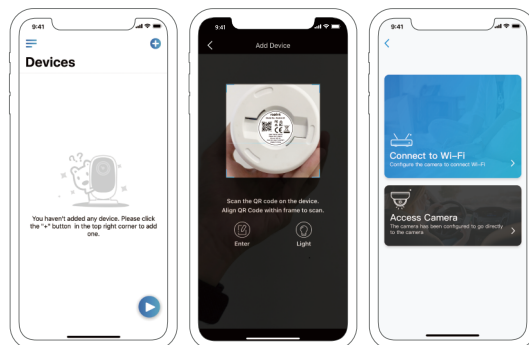 9:41
Devices
You haven't added any device. Please click
the "+" button in the top right corner to add
one.
9:41
Add Device
Scan the QR code on the device.
Align QR Code within frame to scan.
Enter
Light
9:41
Connect to Wi-Fi
Configure the camera to connect Wi-Fi
Access Camera
The camera has been configured to go directly
to the camera